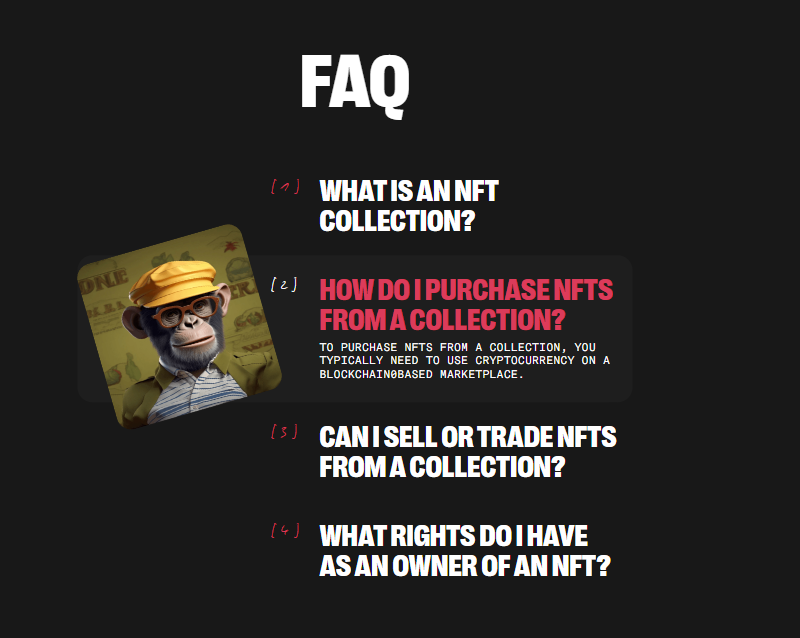 FAQ
[1]
WHAT IS AN NFT
COLLECTION?
[2]
HOW DO I PURCHASE NFTS
FROM A COLLECTION?
TO PURCHASE NFTS FROM A COLLECTION, YOU
TYPICALLY NEED TO USE CRYPTOCURRENCY ON A
BLOCKCHAIN0BASED MARKETPLACE.
[3]
CAN I SELL OR TRADE NFTS
FROM A COLLECTION?
[4]
WHAT RIGHTS DO I HAVE
AS AN OWNER OF AN NFT?